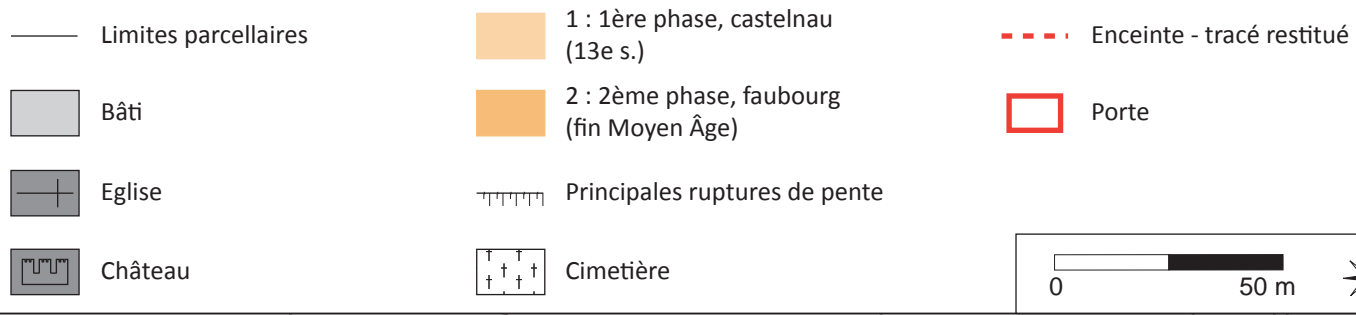 Limites parcellaires
Bâti
Eglise
Château
1 : 1ère phase, castelnau
(13e s.)
2 : 2ème phase, faubourg
(fin Moyen Âge)
Principales ruptures de pente
Cimetière
Enceinte - tracé restitué
Porte
0 50 m